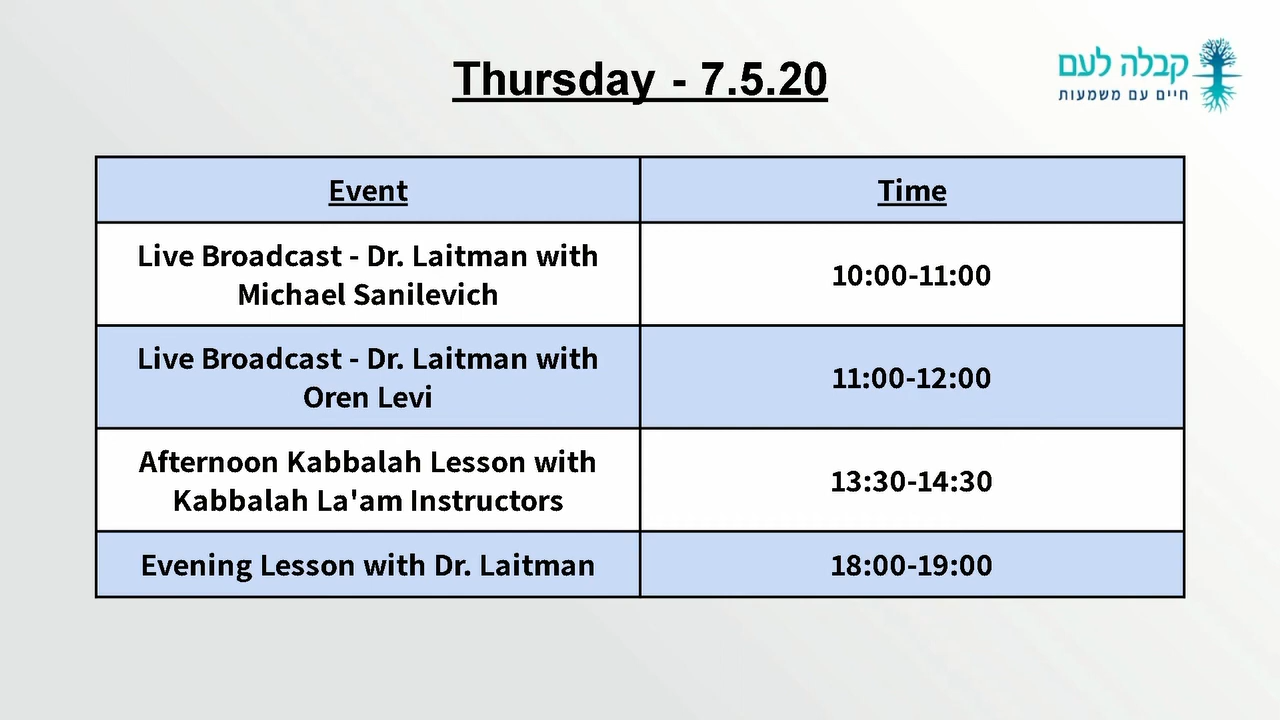 Thursday - 7.5.20
קבלה לעם
חיים עם משמעות
Event
Time
Live Broadcast - Dr. Laitman with
Michael Sanilevich
10:00-11:00
Live Broadcast - Dr. Laitman with
Oren Levi
11:00-12:00
Afternoon Kabbalah Lesson with
Kabbalah La'am Instructors
13:30-14:30
Evening Lesson with Dr. Laitman
18:00-19:00